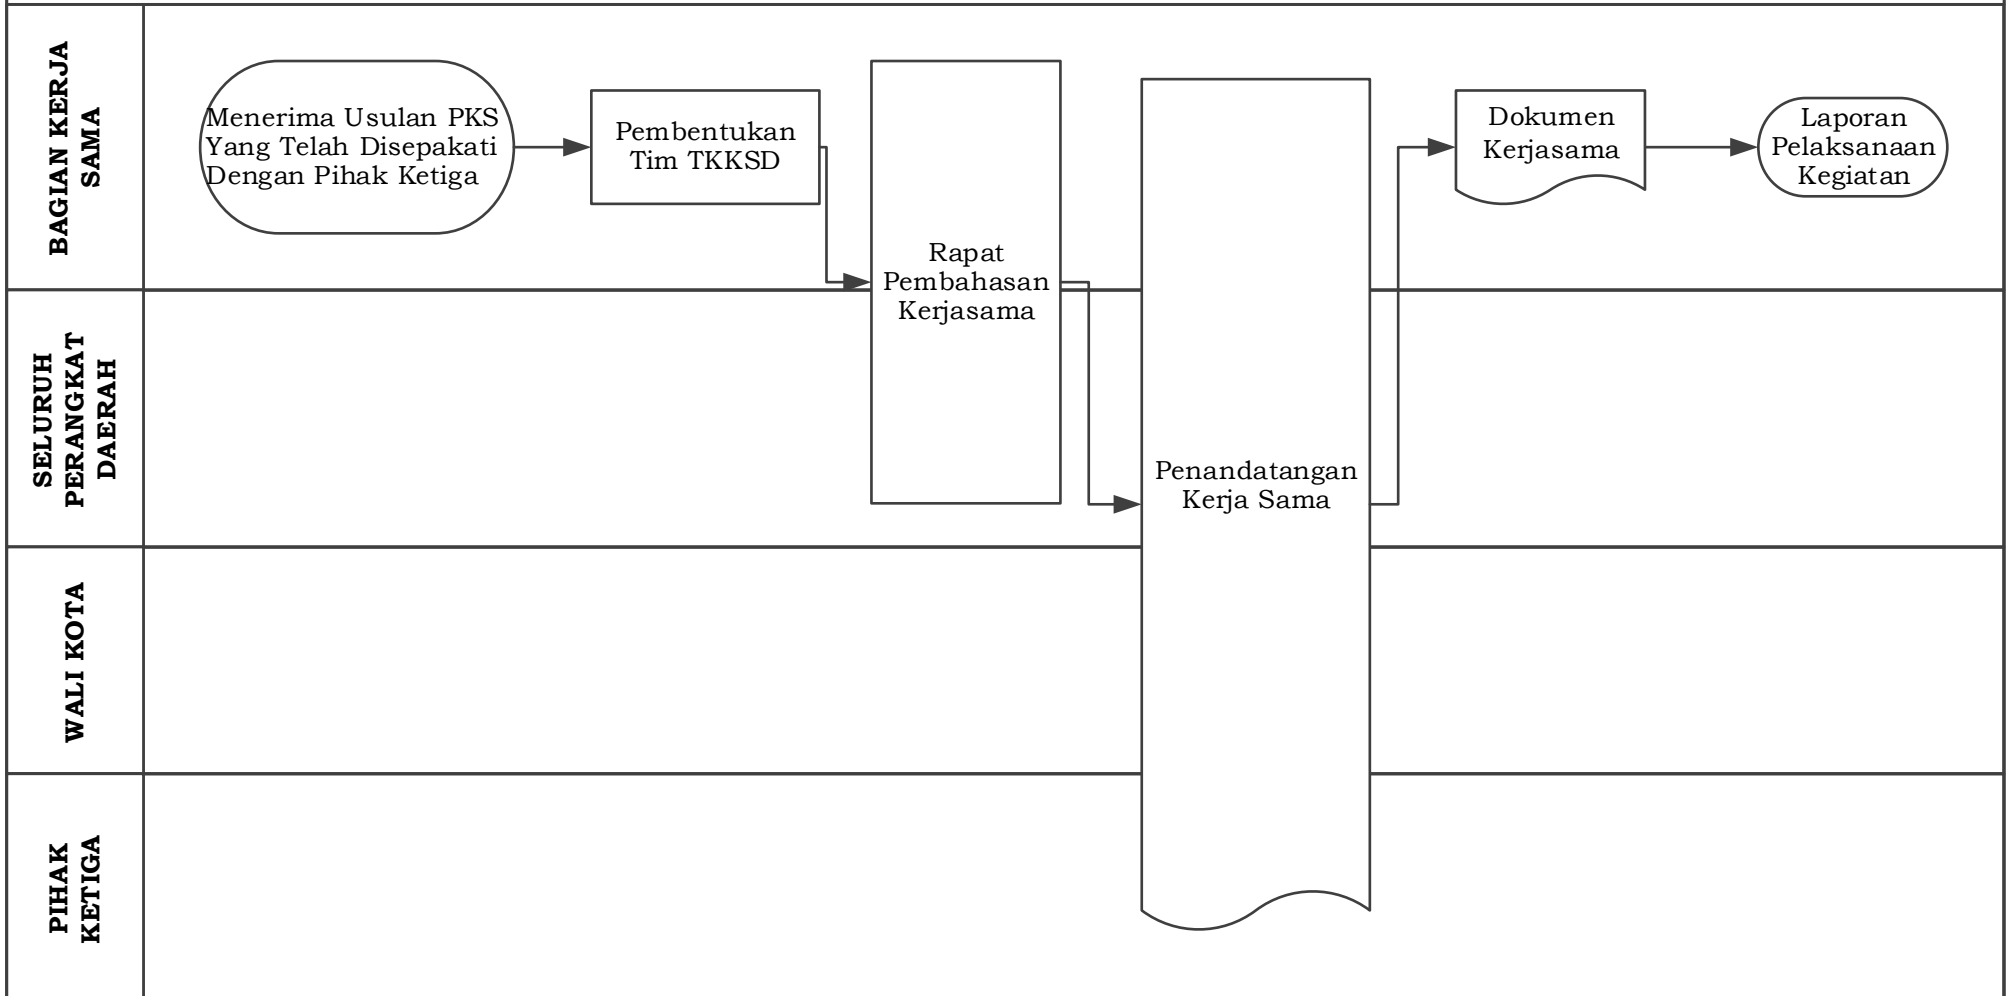 BAGIAN KERJA
SAMA
Menerima Usulan PKS
Yang Telah Disepakati
Dengan Pihak Ketiga
Pembentukan
Tim TKKSD
Rapat
Pembahasan
Kerjasama
Penandatangan
Kerja Sama
Dokumen
Kerjasama
Laporan
Pelaksanaan
Kegiatan
SELURUH
PERANGKAT
DAERAH
WALI KOTA
PIHAK
KETIGA